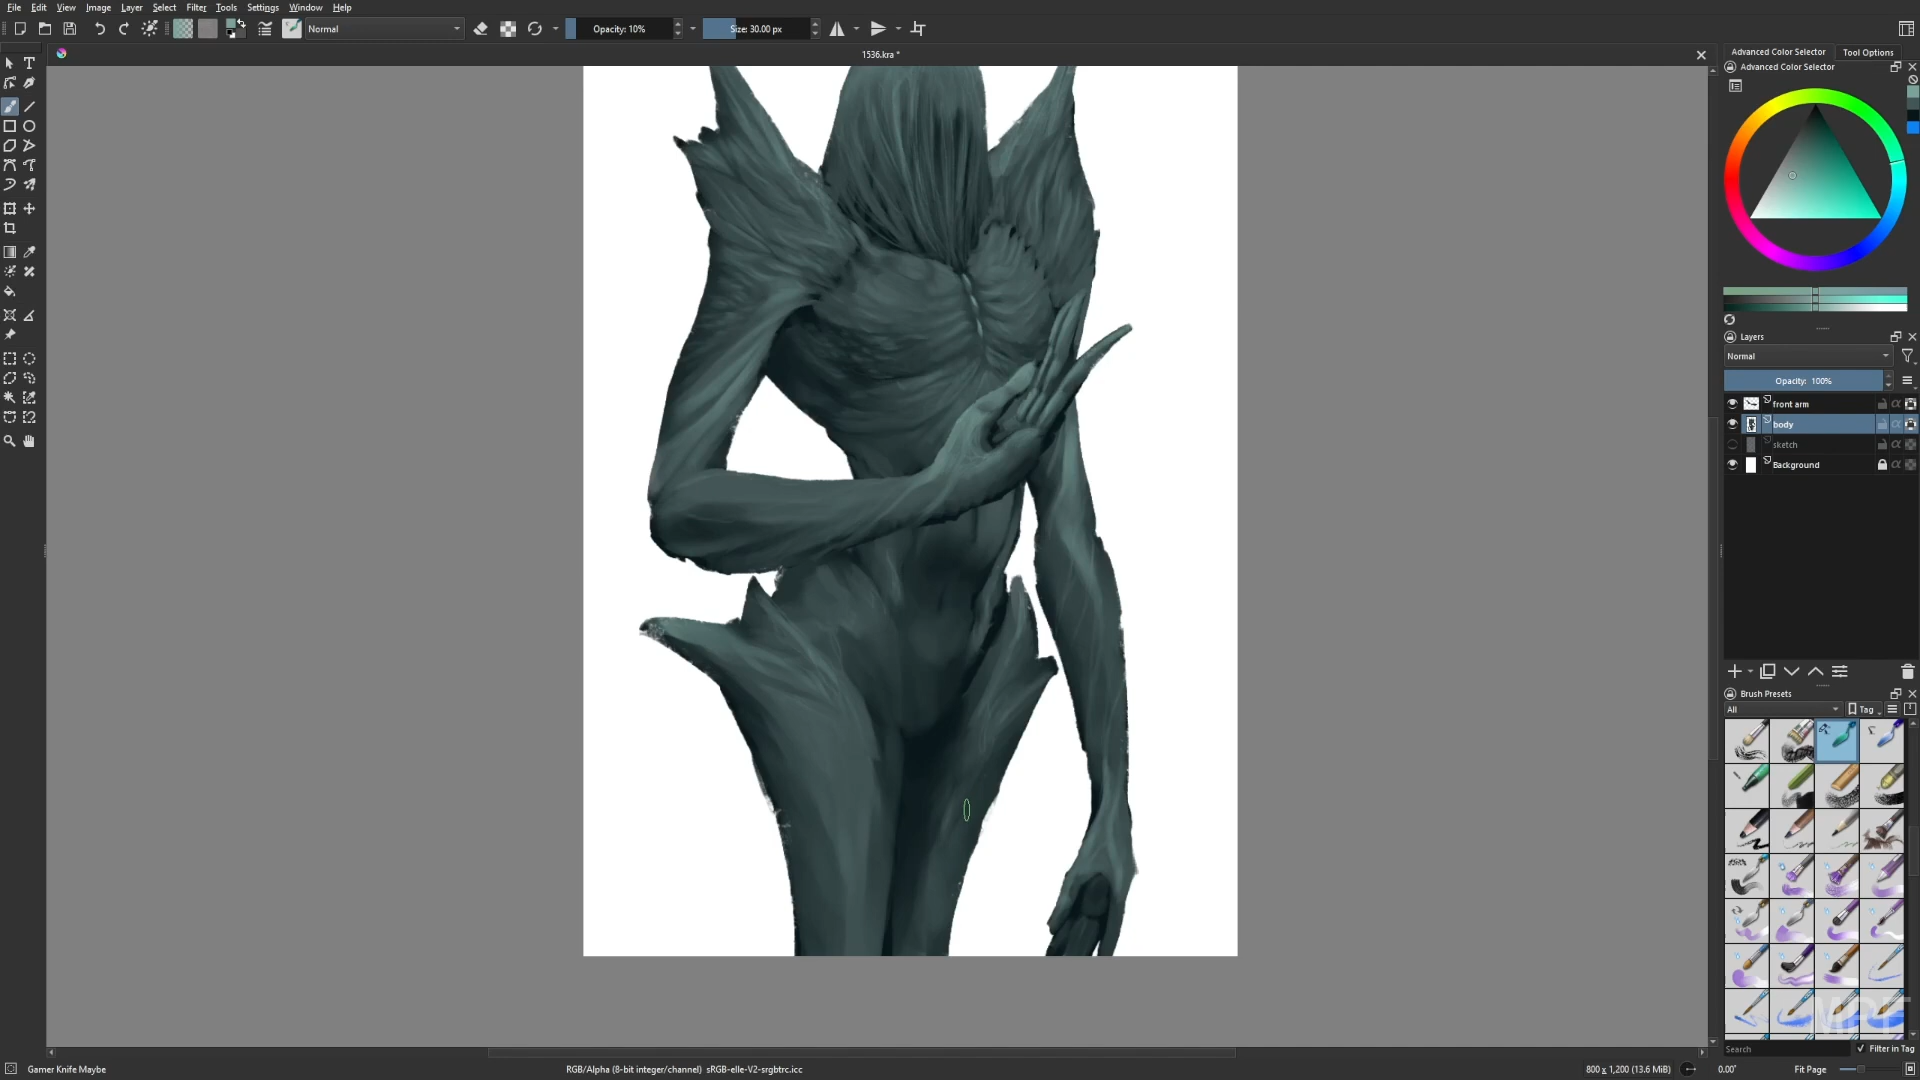 File Edit View Image Layer Select Filter Tools Settings Window Help
Normal
Opacity: 10%
Size: 30.00 px
1536.kra *
Advanced Color Selector
Tool Options
Advanced Color Selector
Layers
Normal
Opacity: 100%
front arm
body
sketch
Background
Brush Presets
All
Tag
Search
Filter in Tag
Gamer Knife Maybe
RGB/Alpha (8-bit integer/channel) sRGB-elle-V2-srgbtrc.icc
800 x 1,200 (13.6 MiB)
0.00°
Fit Page